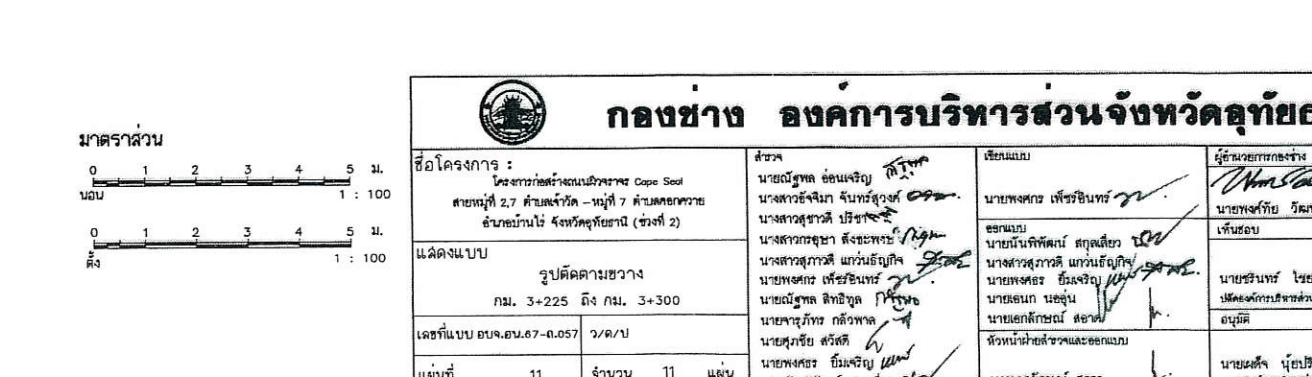 กองช่าง องค์การบริหารส่วนจังหวัดอุทัย
มาตราส่วน
0 1 2 3 4 5 ม.
นอน 1 : 100
0 1 2 3 4 5 ม.
ตั้ง 1 : 100
ชื่อโครงการ :
โครงการก่อสร้างถนนผิวจราจร Cape Seal
สายหมู่ที่ 2,7 ตำบลเจ้าวัด -หมู่ที่ 7 ตำบลคอกควาย
อำเภอบ้านไร่ จังหวัดอุทัยธานี (ช่วงที่ 2)
แสดงแบบ
รูปตัดตามขวาง
กม. 3+225 ถึง กม. 3+300
เลขที่แบบ อบจ.อน.67-ถ.057 ว/ด/ป
แผ่นที่ 11 จำนวน 11 แผ่น
สำรวจ
นายณัฐพล อ่อนเจริญ
นางสาวอัจจิมา จันทร์สุวงศ์
นางสาวสุชาวดี
นางสาวกรอุษา
นางสาวสุภาวดี แกว่นธัญกิจ
นายพงศกร เพ็ชร์อินทร์
นายณัฐพล สิทธิทูล
นายจารุภัทร กลัวพาล
นายศุภชัย สวัสดี
นายพงศธร ยิ้มเจริญ
เขียนแบบ
นายพงศกร เพ็ชร์อินทร์
ออกแบบ
นายนันทิพัฒน์ สกุลเสี่ยว
นางสาวสุภาวดี แกว่นธัญกิจ
นายพงศธร ยิ้มเจริญ
นายเอนก นออุ่น
นายเอกลักษณ์ สอาด
หัวหน้าฝ่ายสำรวจและออกแบบ
ผู้อำนวยการกองช่าง
นายพงศ์ทัย
เห็นชอบ
นายชรินทร์
ปลัดองค์การบริหารส่วน
อนุมัติ
นายเผด็จ นุ้ย